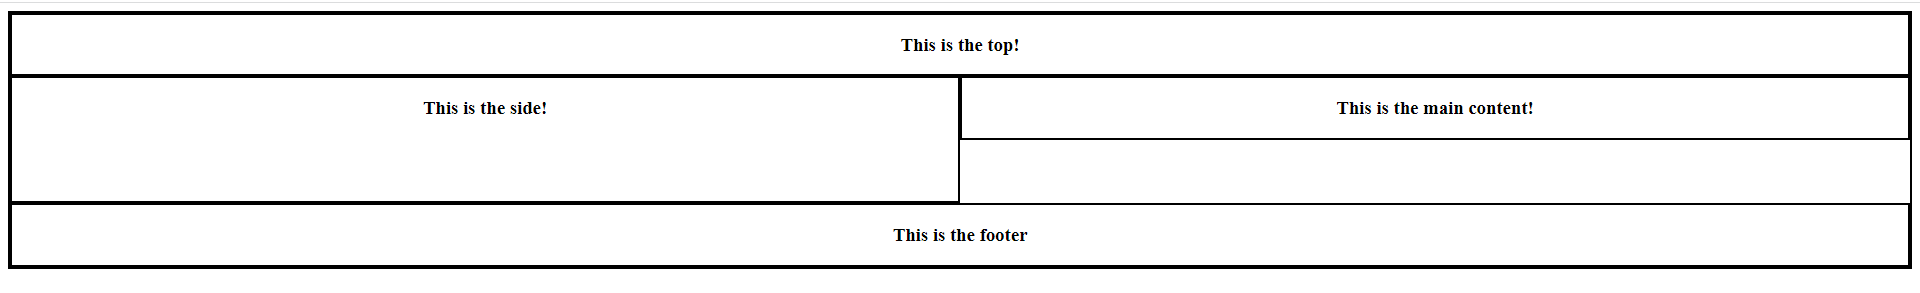 This is the top!
This is the side!
This is the main content!
This is the footer